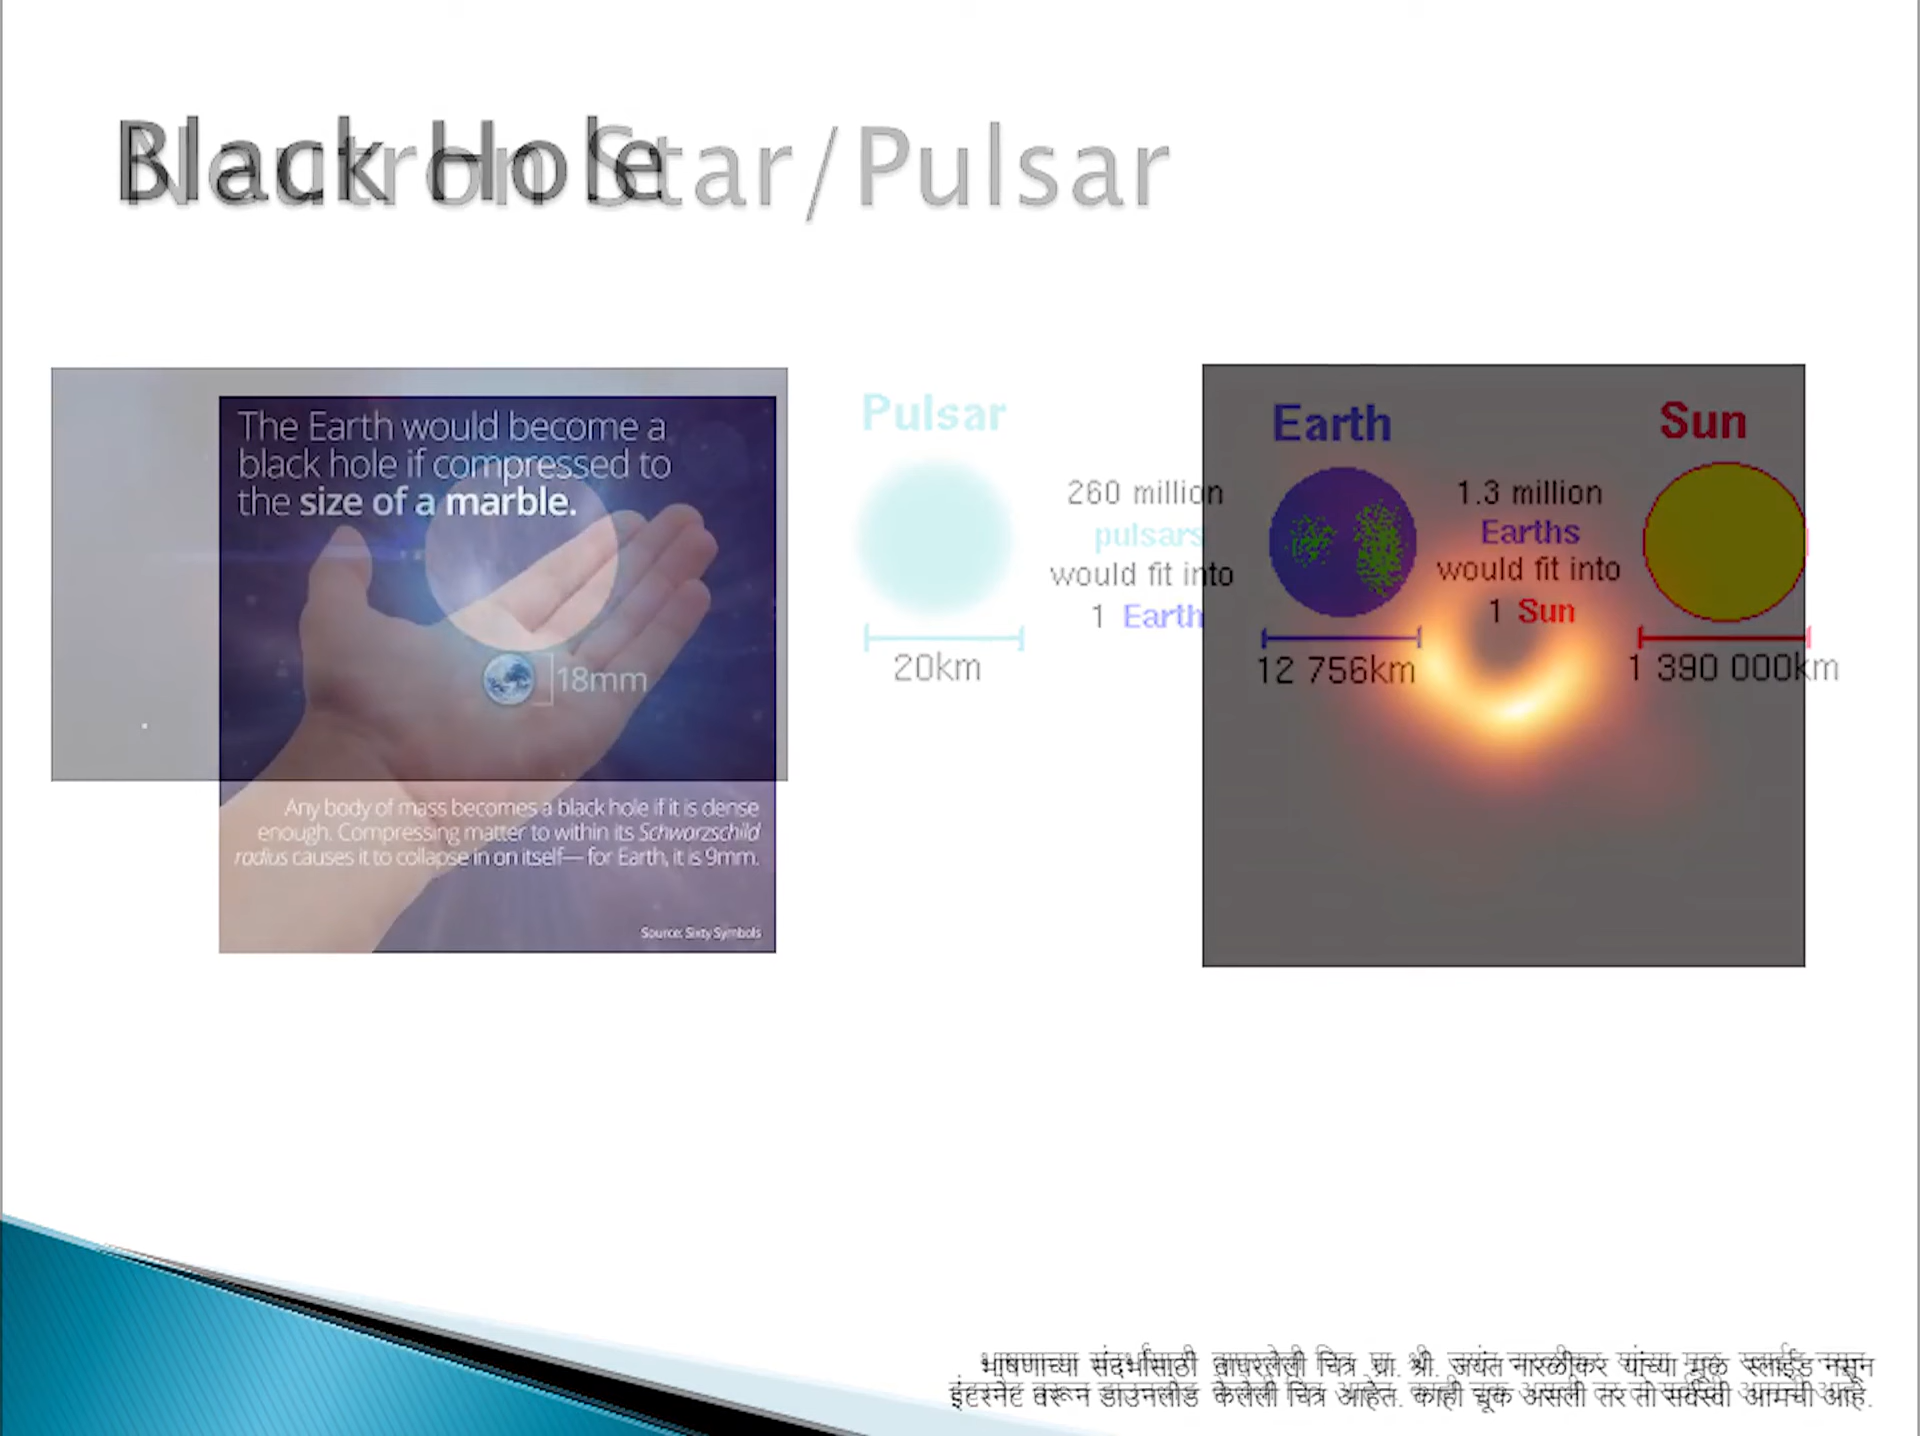 Black Hole
Neutron Star/Pulsar
The Earth would become a
black hole if compressed to
the size of a marble.
18mm
Any body of mass becomes a black hole if it is dense
enough. Compressing matter to within its Schwarzschild
radius causes it to collapse in on itself— for Earth, it is 9mm.
Source: Sixty Symbols
Pulsar
20km
260 million
pulsars
would fit into
1 Earth
Earth
12 756km
1.3 million
Earths
would fit into
1 Sun
Sun
1 390 000km
भाषणाच्या संदर्भासाठी वापरलेली चित्र प्रा. श्री. जयंत नारळीकर यांच्या मूळ स्लाईड नसून
इंटरनेट वरून डाउनलोड केलेली चित्र आहेत. काही चूक असली तर ती सर्वस्वी आमची आहे.